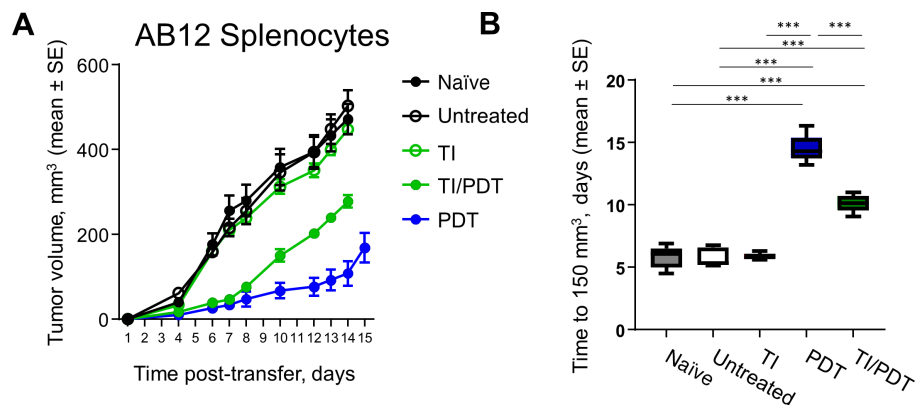 A
AB12 Splenocytes
Tumor volume, mm³ (mean ± SE)
600
400
200
0
1 2 3 4 5 6 7 8 9 10 11 12 13 14 15
Time post-transfer, days
Naïve
Untreated
TI
TI/PDT
PDT
B
*** ***
***
***
***
***
Time to 150 mm³, days (mean ± SE)
20
15
10
5
0
Naïve
Untreated
TI
PDT
TI/PDT